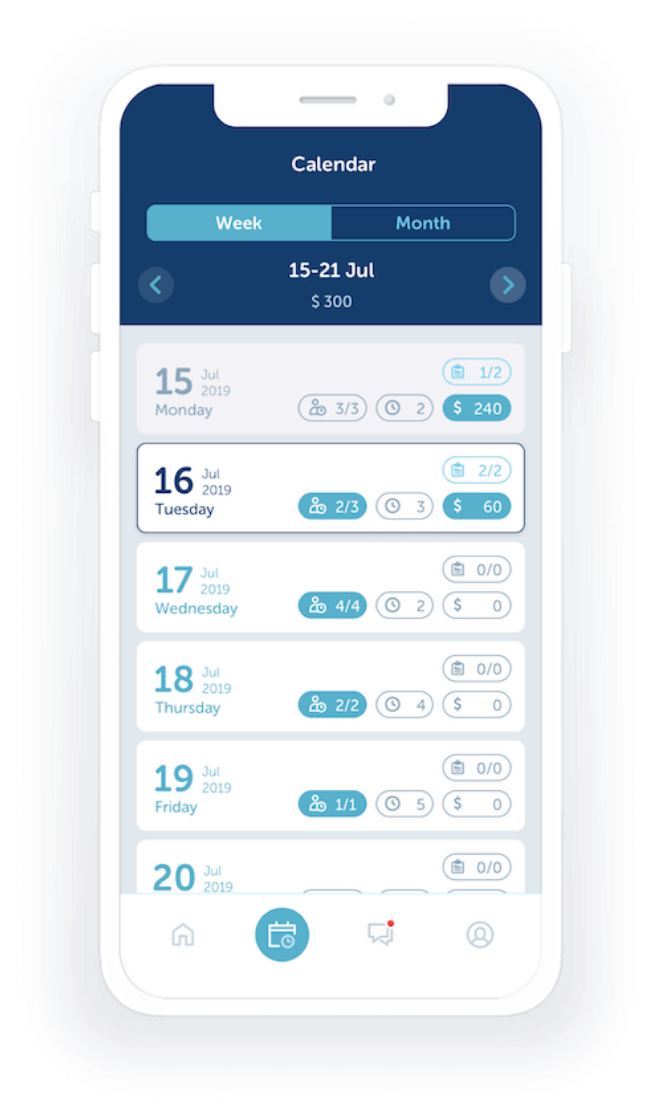 Calendar
Week Month
15-21 Jul
$ 300
15 Jul 2019 1/2
Monday 3/3 2 $ 240
16 Jul 2019 2/2
Tuesday 2/3 3 $ 60
17 Jul 2019 0/0
Wednesday 4/4 2 $ 0
18 Jul 2019 0/0
Thursday 2/2 4 $ 0
19 Jul 2019 0/0
Friday 1/1 5 $ 0
20 Jul 2019 0/0